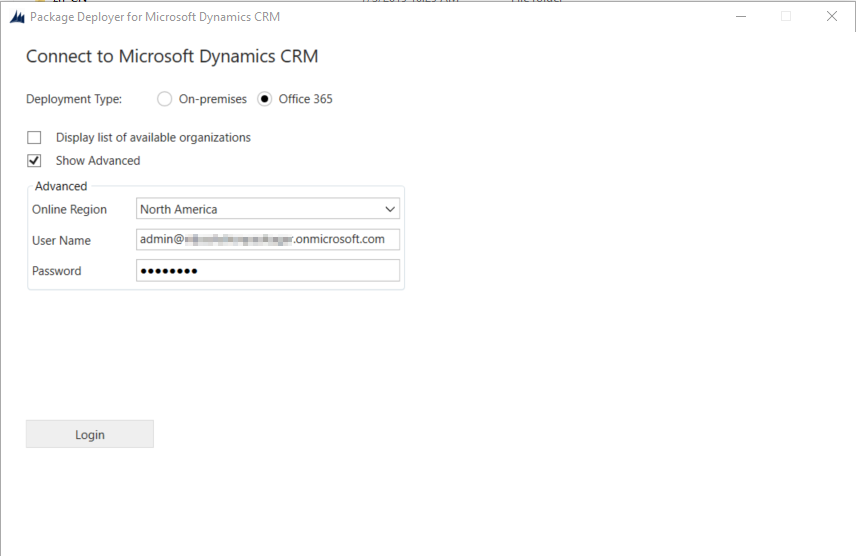 Package Deployer for Microsoft Dynamics CRM
Connect to Microsoft Dynamics CRM
Deployment Type: On-premises Office 365
Display list of available organizations
Show Advanced
Advanced
Online Region North America
User Name admin@ .onmicrosoft.com
Password ●●●●●●●●
Login